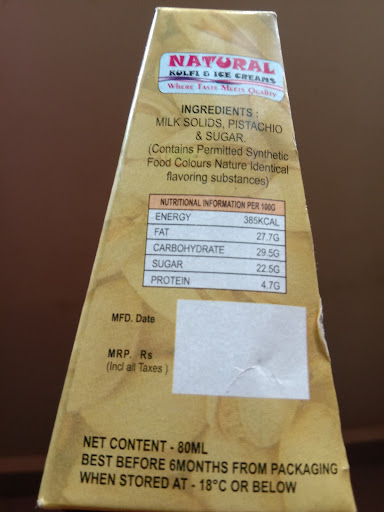 NATURAL
KULFI & ICE CREAMS
WHERE TASTE MEETS QUALITY
INGREDIENTS :
MILK SOLIDS, PISTACHIO
& SUGAR.
(Contains Permitted Synthetic
Food Colours Nature Identical
flavoring substances)
NUTRITIONAL INFORMATION PER 100G
ENERGY 385KCAL
FAT 27.7G
CARBOHYDRATE 29.5G
SUGAR 22.5G
PROTEIN 4.7G
MFD. Date
MRP. Rs
(Incl all Taxes )
NET CONTENT - 80ML
BEST BEFORE 6MONTHS FROM PACKAGING
WHEN STORED AT - 18°C OR BELOW